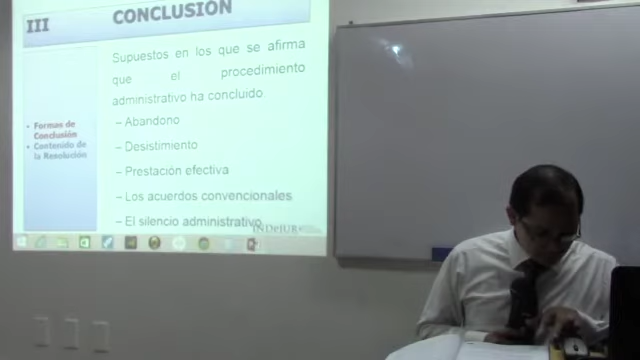 III CONCLUSIÓN
Supuestos en los que se afirma
que el procedimiento
administrativo ha concluido
– Abandono
– Desistimiento
– Prestación efectiva
– Los acuerdos convencionales
– El silencio administrativo
• Formas de
Conclusión
• Contenido de
la Resolución
INDeJUR